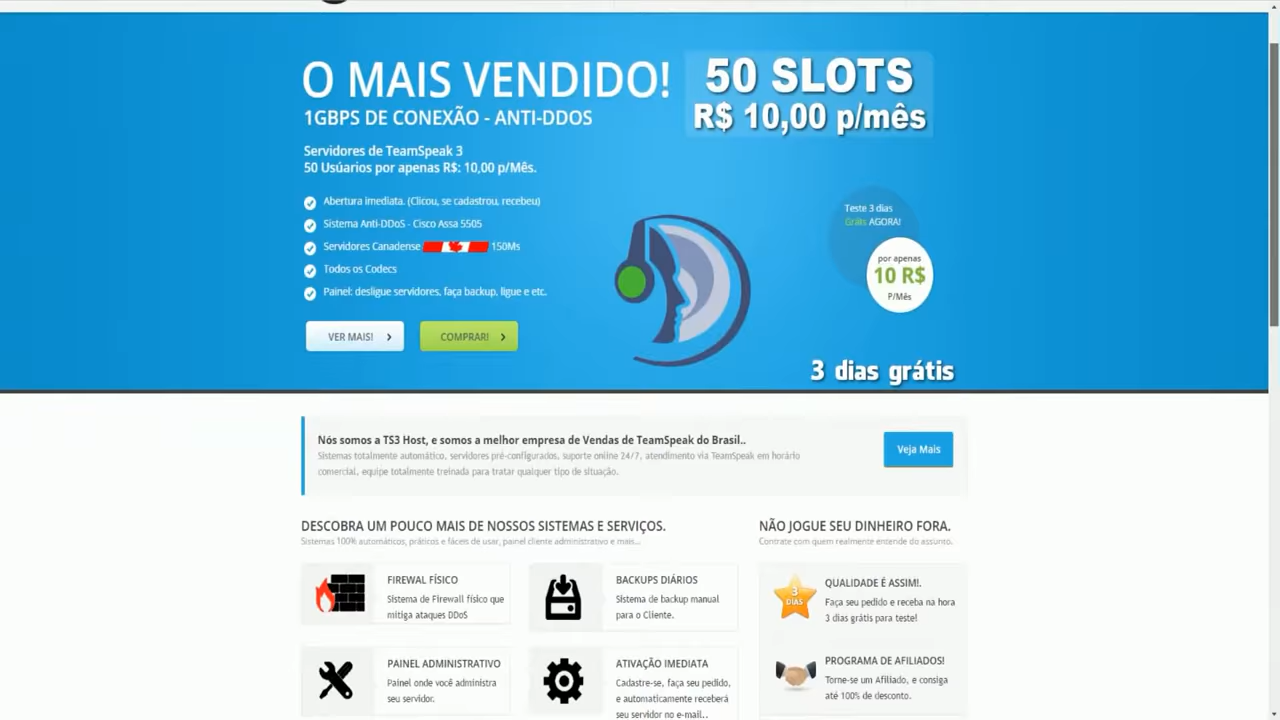 O MAIS VENDIDO!
50 SLOTS
R$ 10,00 p/mês
1GBPS DE CONEXÃO - ANTI-DDOS
Servidores de TeamSpeak 3
50 Usúarios por apenas R$: 10,00 p/Mês.
Abertura imediata. (Clicou, se cadastrou, recebeu)
Sistema Anti-DDoS - Cisco Assa 5505
Servidores Canadense 150Ms
Todos os Codecs
Painel: desligue servidores, faça backup, ligue e etc.
VER MAIS!
COMPRAR!
Teste 3 dias
Grátis AGORA!
por apenas
10 R$
P/Mês
3 dias grátis
Nós somos a TS3 Host, e somos a melhor empresa de Vendas de TeamSpeak do Brasil..
Sistemas totalmente automático, servidores pré-configurados, suporte online 24/7, atendimento via TeamSpeak em horário
comercial, equipe totalmente treinada para tratar qualquer tipo de situação.
Veja Mais
DESCOBRA UM POUCO MAIS DE NOSSOS SISTEMAS E SERVIÇOS.
Sistemas 100% automáticos, práticos e fáceis de usar, painel cliente administrativo e mais...
FIREWAL FÍSICO
Sistema de Firewall físico que
mitiga ataques DDoS
BACKUPS DIÁRIOS
Sistema de backup manual
para o Cliente.
PAINEL ADMINISTRATIVO
Painel onde você administra
seu servidor.
ATIVAÇÃO IMEDIATA
Cadastre-se, faça seu pedido,
e automaticamente receberá
seu servidor no e-mail..
NÃO JOGUE SEU DINHEIRO FORA.
Contrate com quem realmente entende do assunto.
3
DIAS
QUALIDADE É ASSIM!.
Faça seu pedido e receba na hora
3 dias grátis para teste!
PROGRAMA DE AFILIADOS!
Torne-se um Afiliado, e consiga
até 100% de desconto.